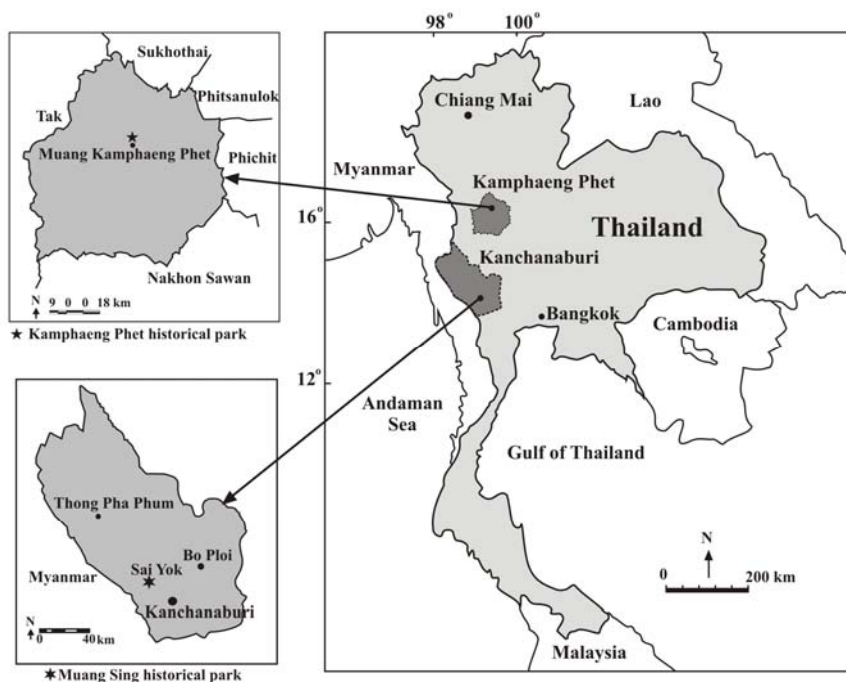 Sukhothai
Tak
Phitsanulok
Muang Kamphaeng Phet
Phichit
Nakhon Sawan
N
9 0 0 18 km
★ Kamphaeng Phet historical park
Thong Pha Phum
Bo Ploi
Sai Yok
Myanmar
Kanchanaburi
N
0 40 km
✶Muang Sing historical park
98° 100°
Chiang Mai
Lao
Myanmar
Kamphaeng Phet
16°
Thailand
Kanchanaburi
Bangkok
Cambodia
12°
Andaman
Sea
Gulf of Thailand
N
0 200 km
Malaysia